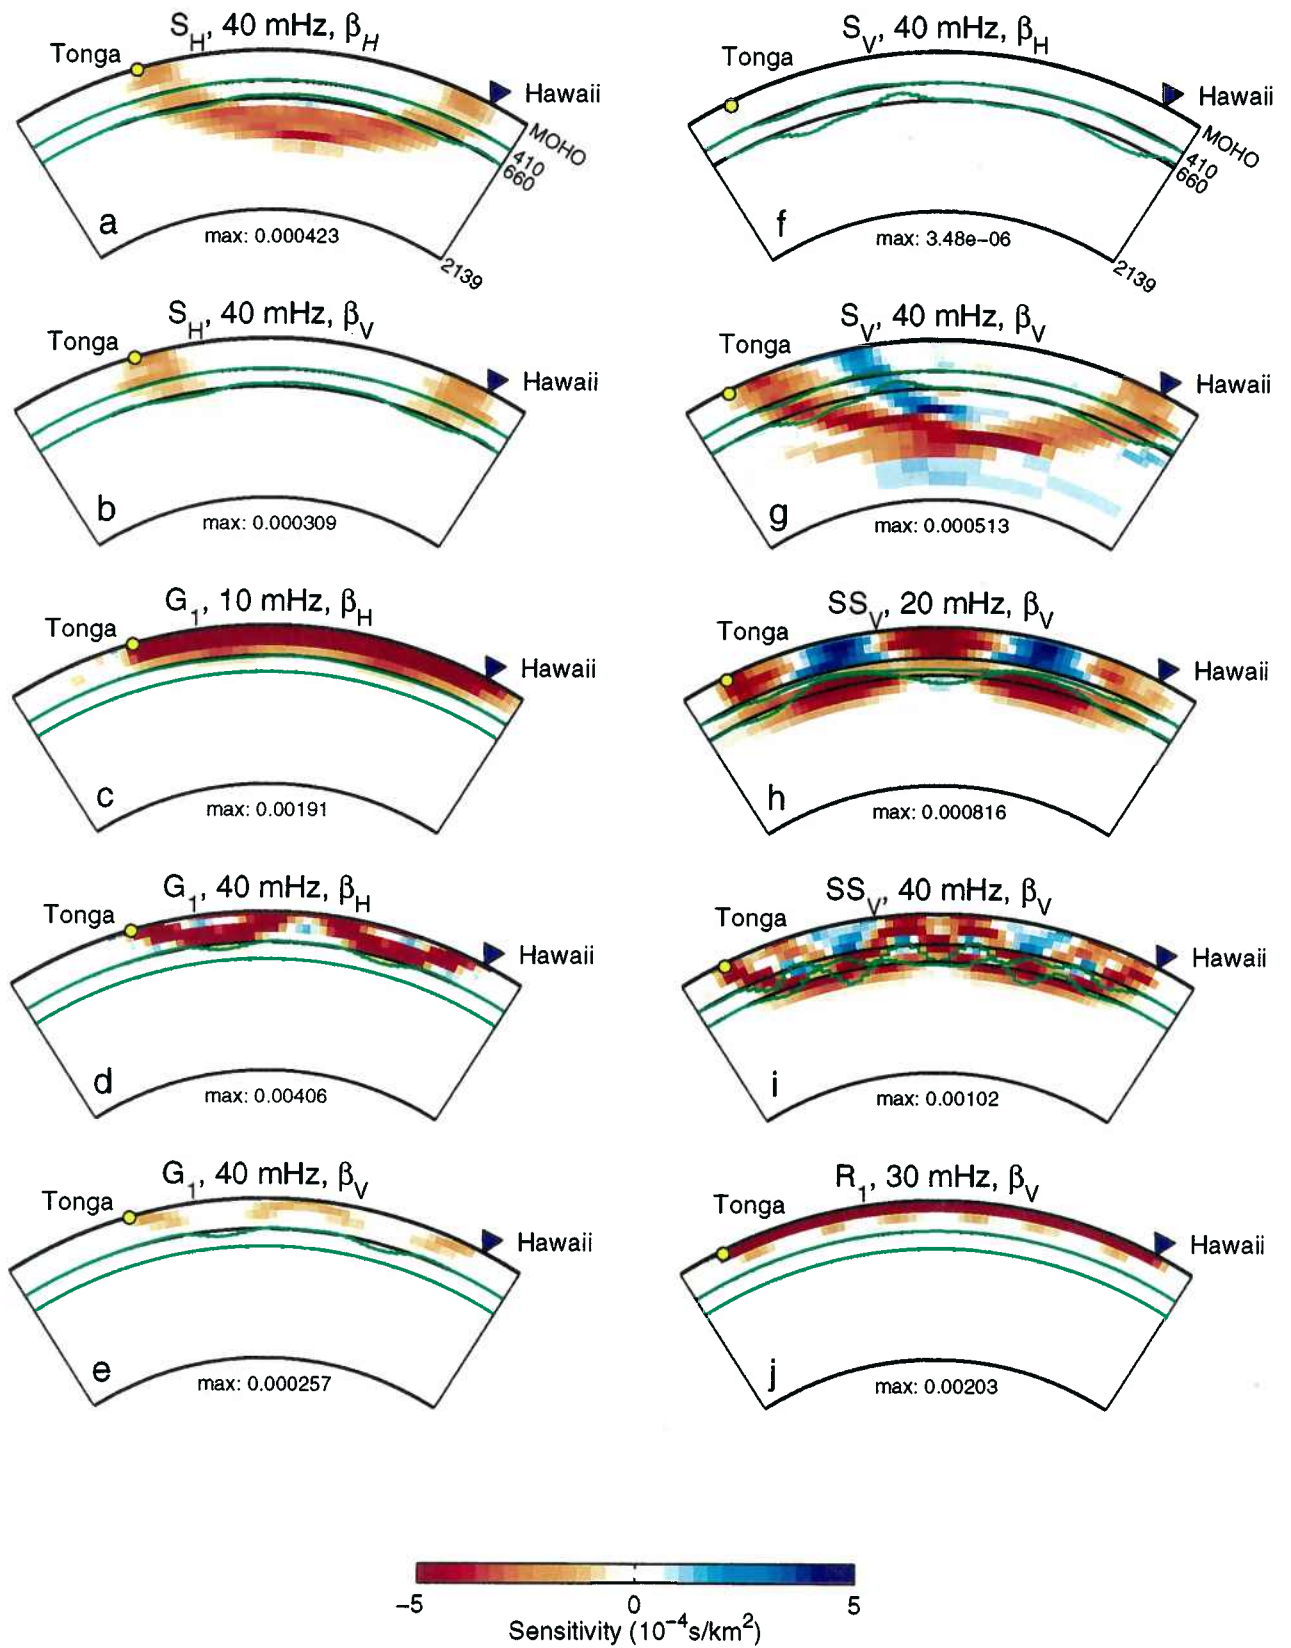 S_H, 40 mHz, β_H
Tonga
Hawaii
MOHO
410
660
2139
a
max: 0.000423
S_V, 40 mHz, β_H
Tonga
Hawaii
MOHO
410
660
2139
f
max: 3.48e−06
S_H, 40 mHz, β_V
Tonga
Hawaii
b
max: 0.000309
S_V, 40 mHz, β_V
Tonga
Hawaii
g
max: 0.000513
G_1, 10 mHz, β_H
Tonga
Hawaii
c
max: 0.00191
SS_V, 20 mHz, β_V
Tonga
Hawaii
h
max: 0.000816
G_1, 40 mHz, β_H
Tonga
Hawaii
d
max: 0.00406
SS_V, 40 mHz, β_V
Tonga
Hawaii
i
max: 0.00102
G_1, 40 mHz, β_V
Tonga
Hawaii
e
max: 0.000257
R_1, 30 mHz, β_V
Tonga
Hawaii
j
max: 0.00203
−5 0 5
Sensitivity (10⁻⁴s/km²)